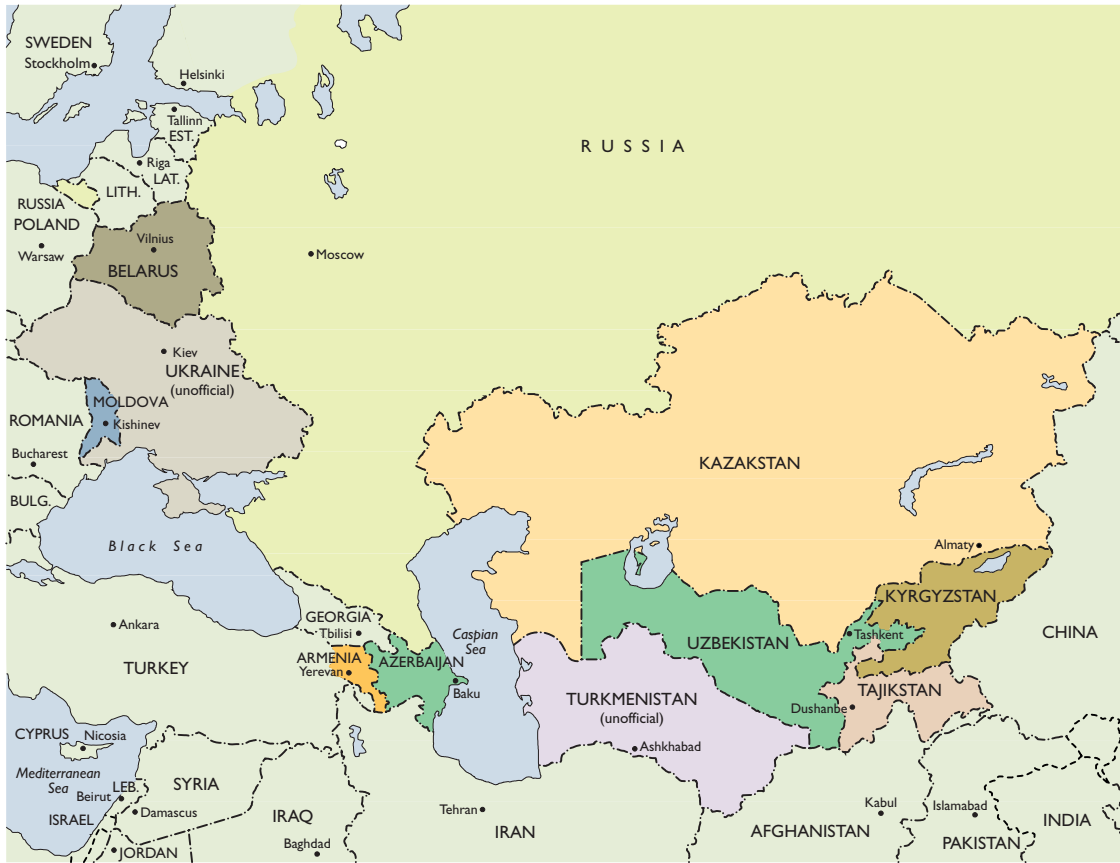 SWEDEN
Stockholm
Helsinki
Tallinn
EST.
RUSSIA
Riga
LAT.
LITH.
RUSSIA
POLAND
Warsaw
Vilnius
BELARUS
Moscow
Kiev
UKRAINE
(unofficial)
MOLDOVA
Kishinev
ROMANIA
Bucharest
BULG.
KAZAKSTAN
Black Sea
Almaty
KYRGYZSTAN
GEORGIA
Tbilisi
Ankara
Caspian
Sea
UZBEKISTAN
Tashkent
CHINA
TURKEY
ARMENIA
Yerevan
AZERBAIJAN
Baku
TURKMENISTAN
(unofficial)
TAJIKSTAN
Dushanbe
Ashkhabad
CYPRUS
Nicosia
Mediterranean
Sea
LEB.
Beirut
SYRIA
Damascus
ISRAEL
JORDAN
IRAQ
Baghdad
Tehran
IRAN
Kabul
AFGHANISTAN
Islamabad
PAKISTAN
INDIA